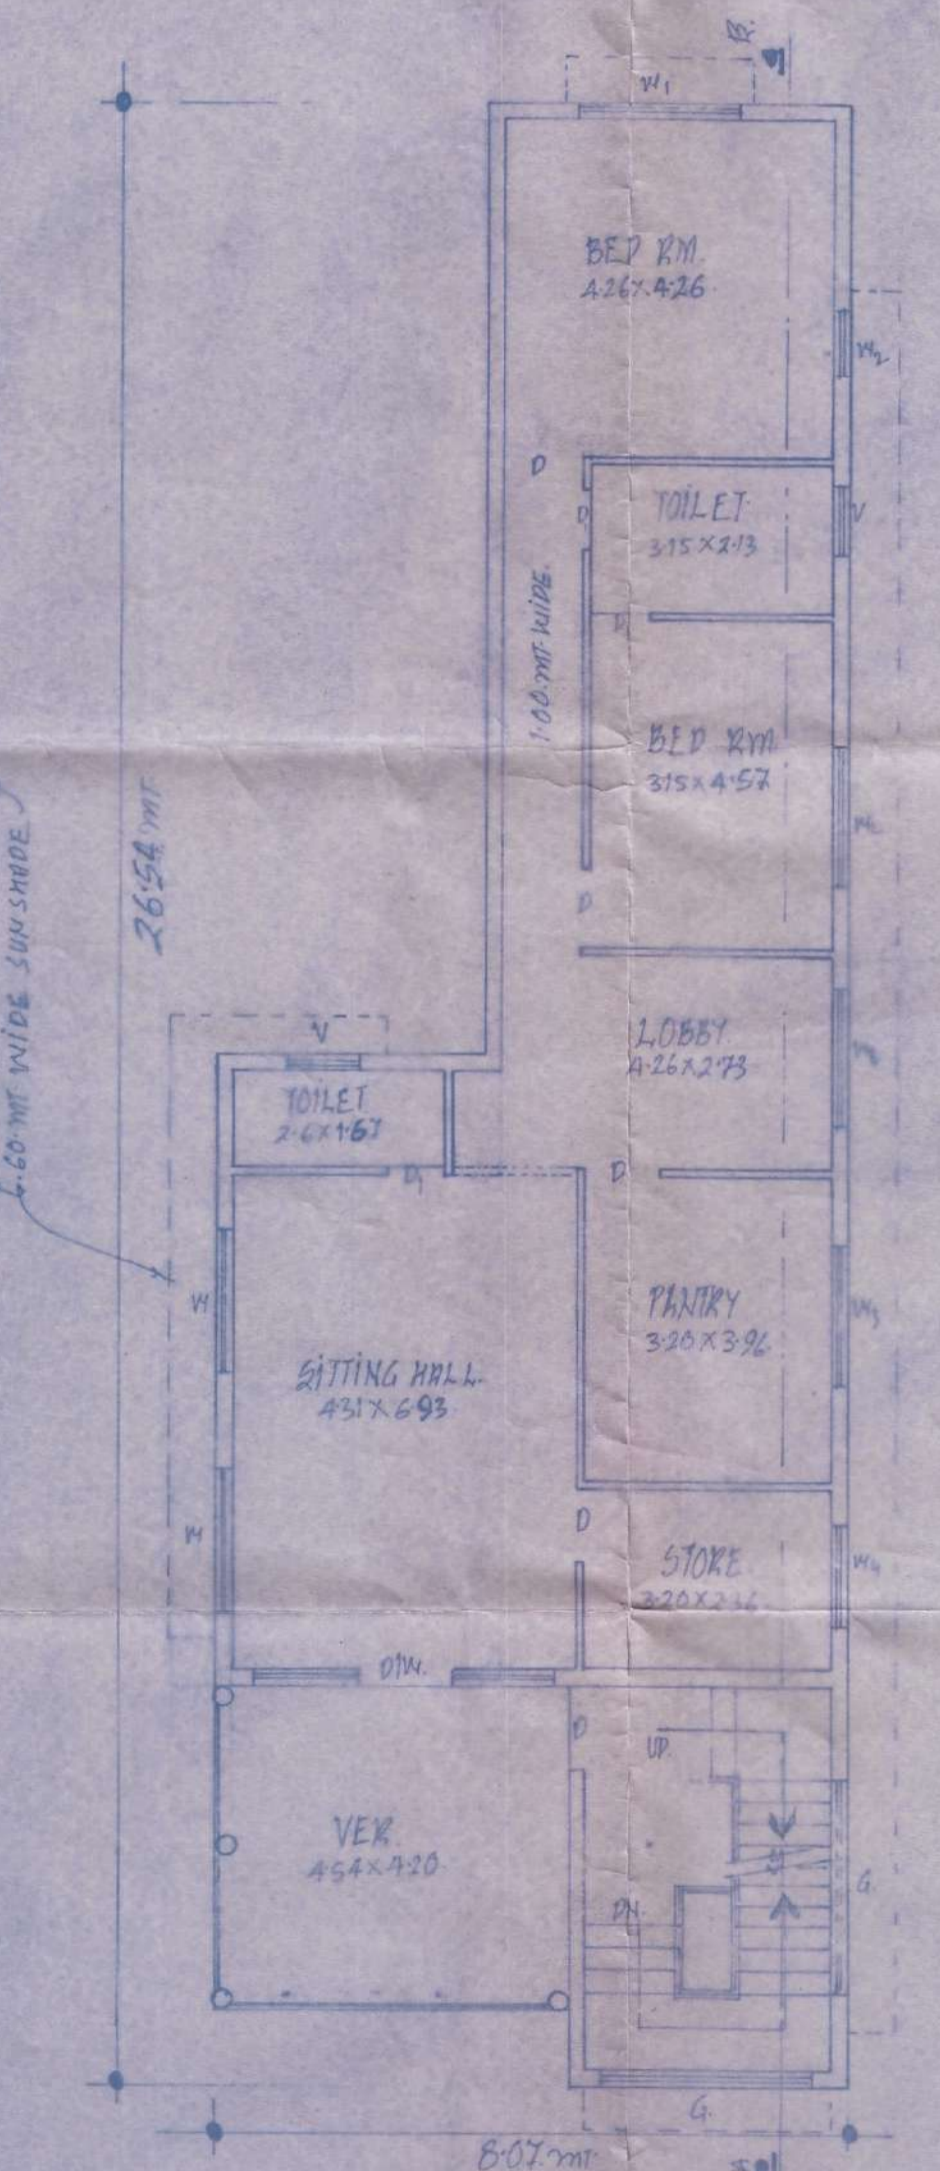 B.
W1
BED RM.
4.26X4.26
W2
D
TOILET
3.15X2.13
D1
V
1.00.MT.WIDE.
D1
BED RM.
3.15X4.57
W
D
26.54 MT
.60.MT WIDE SUNSHADE
LOBBY.
4.26X2.73
J
V
TOILET
2.6X1.67
D1
D
W
SITTING HALL.
4.31X6.93
PANTRY
3.20X3.96
W3
W
D
STORE
W4
D/W.
D
UP.
VER.
4.54X4.20
DN.
G.
G.
8.07.mt.